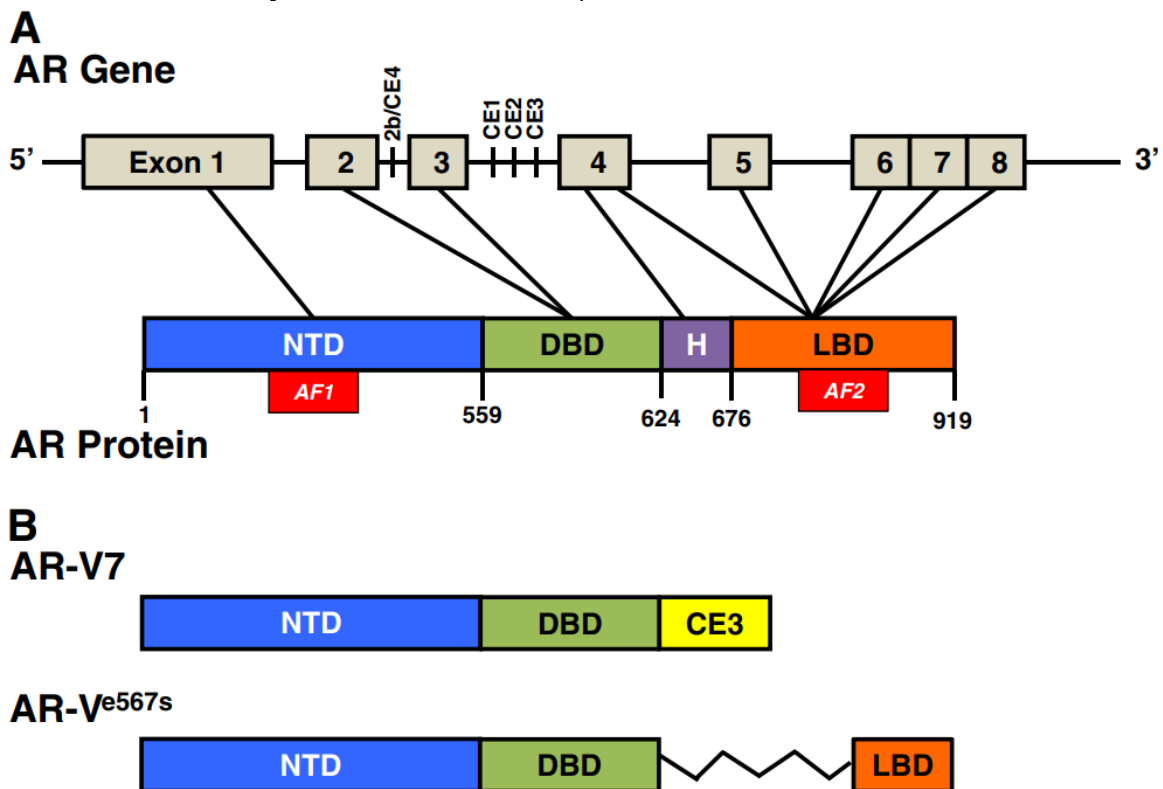 A
AR Gene
2b/CE4
CE1
CE2
CE3
5’
Exon 1
2
3
4
5
6
7
8
3’
NTD
DBD
H
LBD
AF1
AF2
1
559
624
676
919
AR Protein
B
AR-V7
NTD
DBD
CE3
AR-Ve567s
NTD
DBD
LBD